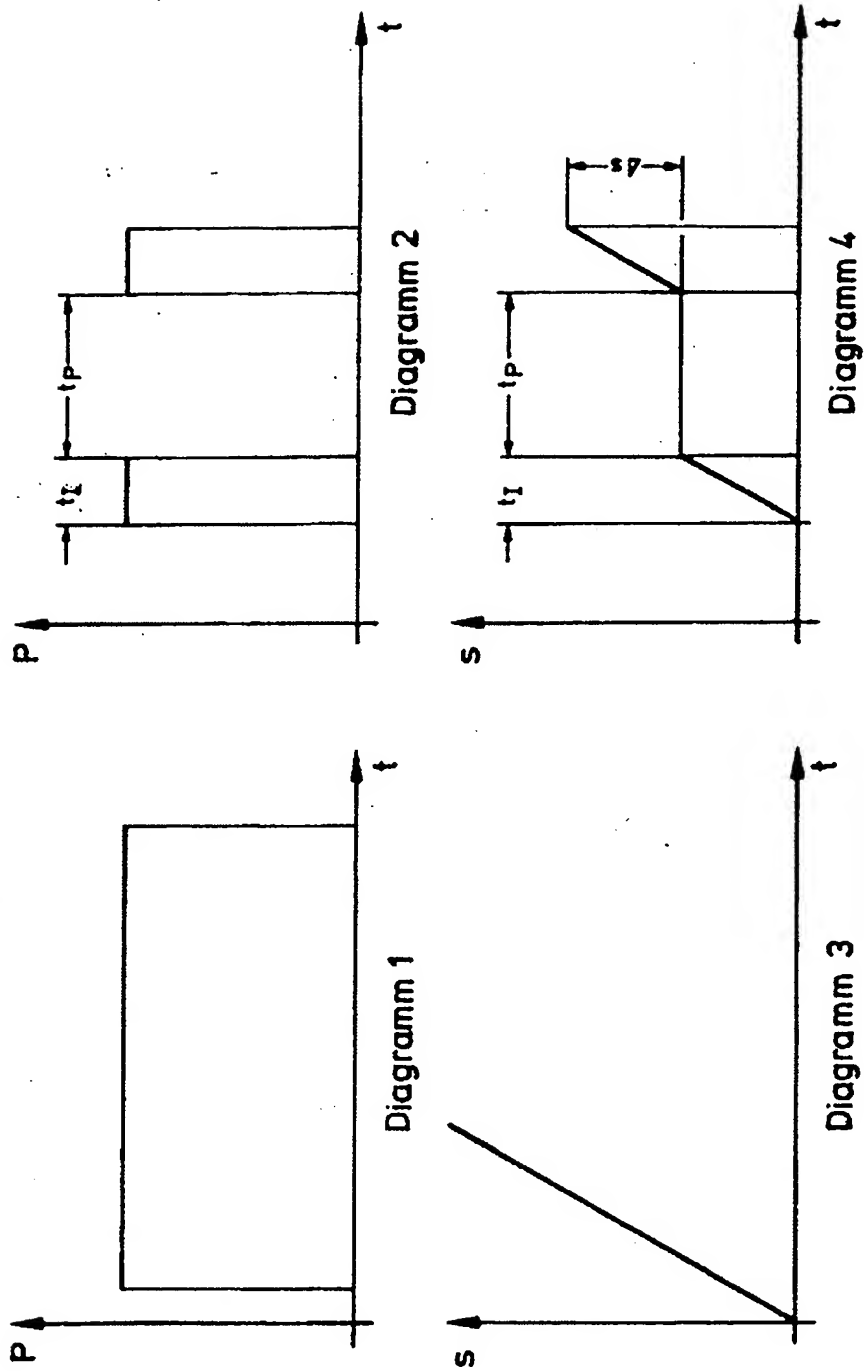 P
t
Diagramm 1
P
t_I
t_P
t
Diagramm 2
s
t
Diagramm 3
s
t_I
t_P
Δs
t
Diagramm 4